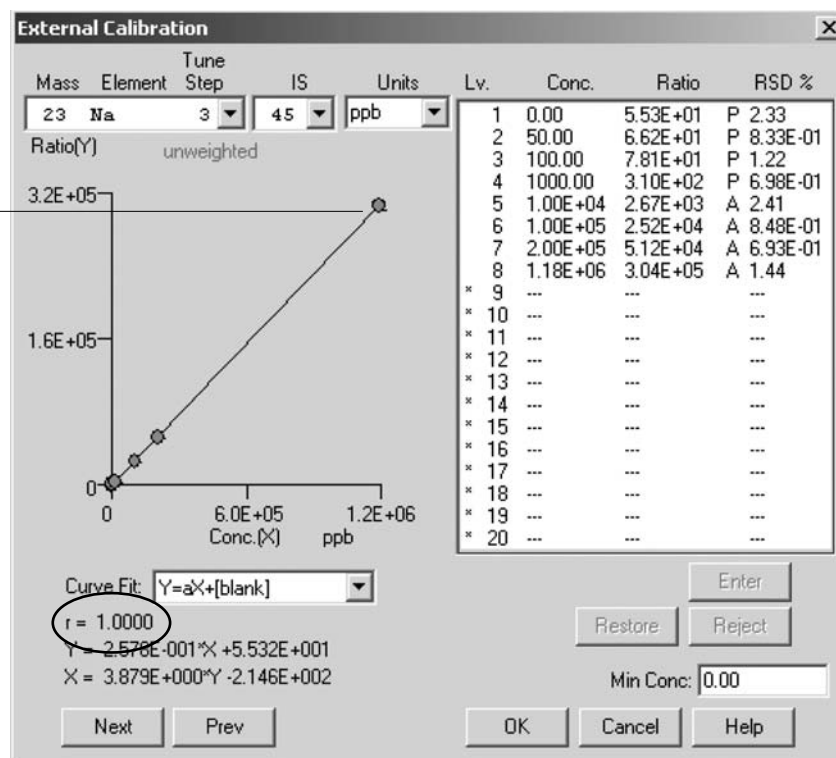 External Calibration
Tune
Mass Element Step IS Units
23 Na 3 45 ppb
Ratio(Y) unweighted
3.2E+05
1.6E+05
0
0 6.0E+05 1.2E+06
Conc.(X) ppb
Lv. Conc. Ratio RSD %
1 0.00 5.53E+01 P 2.33
2 50.00 6.62E+01 P 8.33E-01
3 100.00 7.81E+01 P 1.22
4 1000.00 3.10E+02 P 6.98E-01
5 1.00E+04 2.67E+03 A 2.41
6 1.00E+05 2.52E+04 A 8.48E-01
7 2.00E+05 5.12E+04 A 6.93E-01
8 1.18E+06 3.04E+05 A 1.44
* 9 --- --- ---
* 10 --- --- ---
* 11 --- --- ---
* 12 --- --- ---
* 13 --- --- ---
* 14 --- --- ---
* 15 --- --- ---
* 16 --- --- ---
* 17 --- --- ---
* 18 --- --- ---
* 19 --- --- ---
* 20 --- --- ---
Curve Fit: Y=aX+[blank]
r = 1.0000
Y = 2.578E-001*X +5.532E+001
X = 3.879E+000*Y -2.146E+002
Enter
Restore Reject
Min Conc: 0.00
Next Prev OK Cancel Help